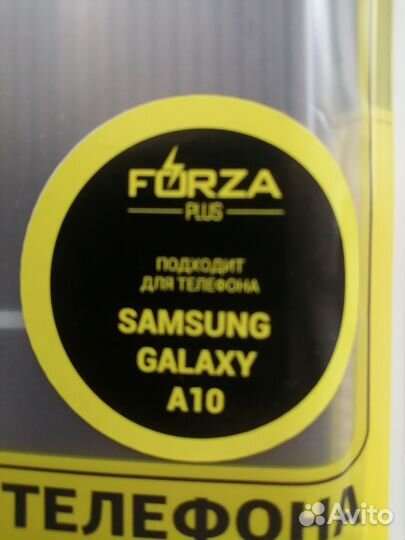 FORZA
PLUS
ПОДХОДИТ
ДЛЯ ТЕЛЕФОНА
SAMSUNG
GALAXY
A10
ТЕЛЕФОНА
Avito